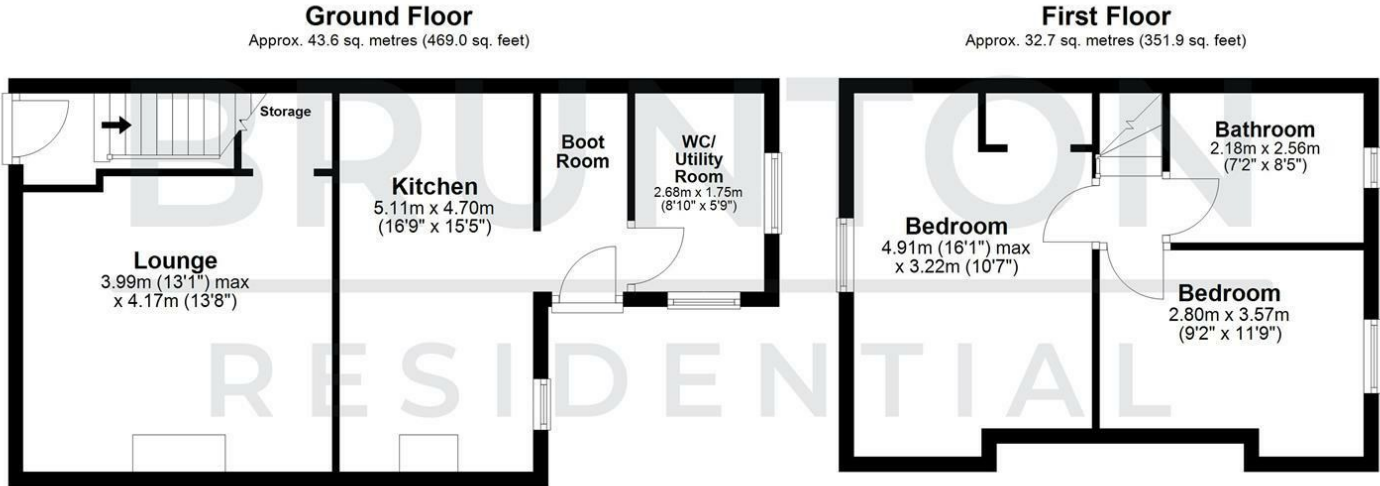 Ground Floor
Approx. 43.6 sq. metres (469.0 sq. feet)
Storage
Boot
Room
WC/
Utility
Room
2.68m x 1.75m
(8'10" x 5'9")
Kitchen
5.11m x 4.70m
(16'9" x 15'5")
Lounge
3.99m (13'1") max
x 4.17m (13'8")
First Floor
Approx. 32.7 sq. metres (351.9 sq. feet)
Bathroom
2.18m x 2.56m
(7'2" x 8'5")
Bedroom
4.91m (16'1") max
x 3.22m (10'7")
Bedroom
2.80m x 3.57m
(9'2" x 11'9")
BRUNTON
RESIDENTIAL